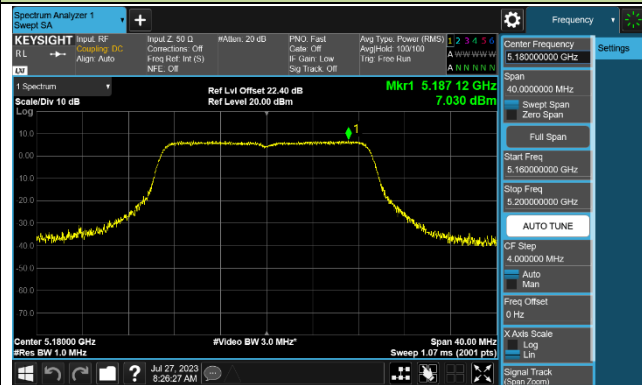 Spectrum Analyzer 1
Swept SA
Frequency
KEYSIGHT
RL
Input: RF
Coupling: DC
Align: Auto
Input Z: 50 Ω
Corrections: Off
Freq Ref: Int (S)
NFE: Off
#Atten: 20 dB
PNO: Fast
Gate: Off
IF Gain: Low
Sig Track: Off
Avg Type: Power (RMS)
Avg|Hold: 100/100
Trig: Free Run
1 2 3 4 5 6
A W W W W W
A N N N N N
LXI
1 Spectrum
Scale/Div 10 dB
Log
Ref Lvl Offset 22.40 dB
Ref Level 20.00 dBm
Mkr1 5.187 12 GHz
7.030 dBm
1
10.0
0.00
-10.0
-20.0
-30.0
-40.0
-50.0
-60.0
-70.0
Center 5.18000 GHz
#Res BW 1.0 MHz
#Video BW 3.0 MHz*
Span 40.00 MHz
Sweep 1.07 ms (2001 pts)
Jul 27, 2023
8:26:27 AM
Center Frequency
5.180000000 GHz
Settings
Span
40.0000000 MHz
Swept Span
Zero Span
Full Span
Start Freq
5.160000000 GHz
Stop Freq
5.200000000 GHz
AUTO TUNE
CF Step
4.000000 MHz
Auto
Man
Freq Offset
0 Hz
X Axis Scale
Log
Lin
Signal Track
(Span Zoom)